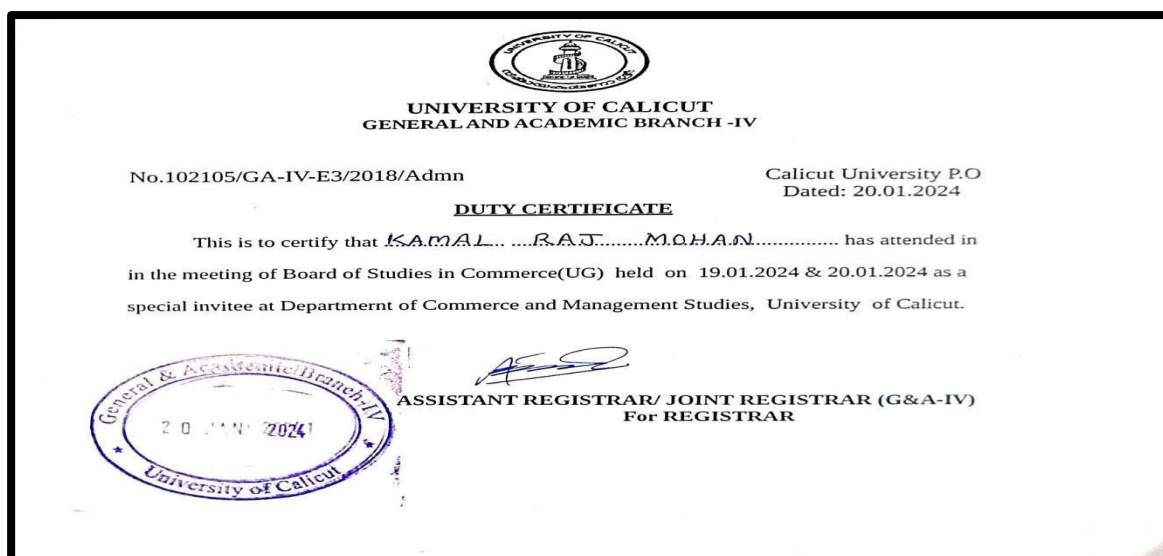 UNIVERSITY OF CALICUT
UNIVERSITY OF CALICUT
GENERAL AND ACADEMIC BRANCH -IV
No.102105/GA-IV-E3/2018/Admn
Calicut University P.O
Dated: 20.01.2024
DUTY CERTIFICATE
This is to certify that KAMAL RAJ MOHAN has attended in
in the meeting of Board of Studies in Commerce(UG) held on 19.01.2024 & 20.01.2024 as a
special invitee at Departmernt of Commerce and Management Studies, University of Calicut.
General & Academic Branch-IV
20 JAN 2024
University of Calicut
ASSISTANT REGISTRAR/ JOINT REGISTRAR (G&A-IV)
For REGISTRAR